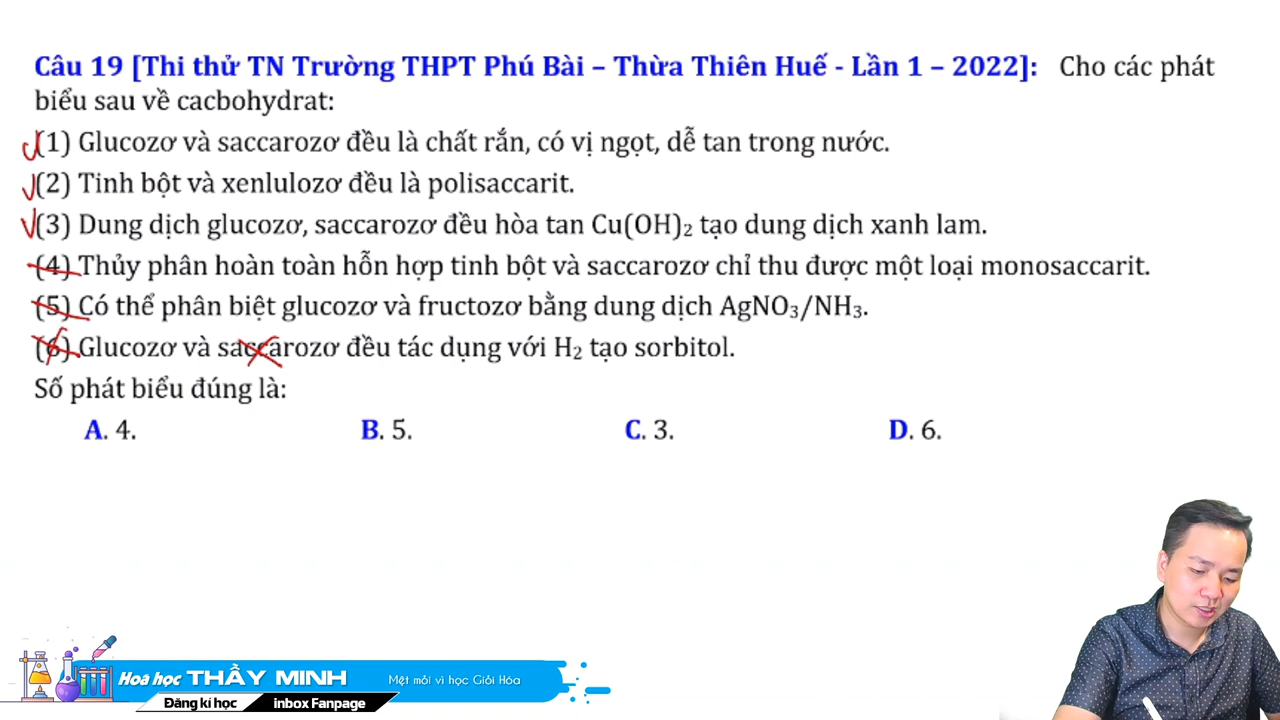 Câu 19 [Thi thử TN Trường THPT Phú Bài – Thừa Thiên Huế - Lần 1 – 2022]: Cho các phát
biểu sau về cacbohydrat:
(1) Glucozơ và saccarozơ đều là chất rắn, có vị ngọt, dễ tan trong nước.
(2) Tinh bột và xenlulozơ đều là polisaccarit.
(3) Dung dịch glucozơ, saccarozơ đều hòa tan Cu(OH)₂ tạo dung dịch xanh lam.
(4) Thủy phân hoàn toàn hỗn hợp tinh bột và saccarozơ chỉ thu được một loại monosaccarit.
(5) Có thể phân biệt glucozơ và fructozơ bằng dung dịch AgNO₃/NH₃.
(6) Glucozơ và saccarozơ đều tác dụng với H₂ tạo sorbitol.
Số phát biểu đúng là:
A. 4. B. 5. C. 3. D. 6.
Hoá học THẦY MINH
Mệt mỏi vì học Giỏi Hóa
Đăng kí học inbox Fanpage